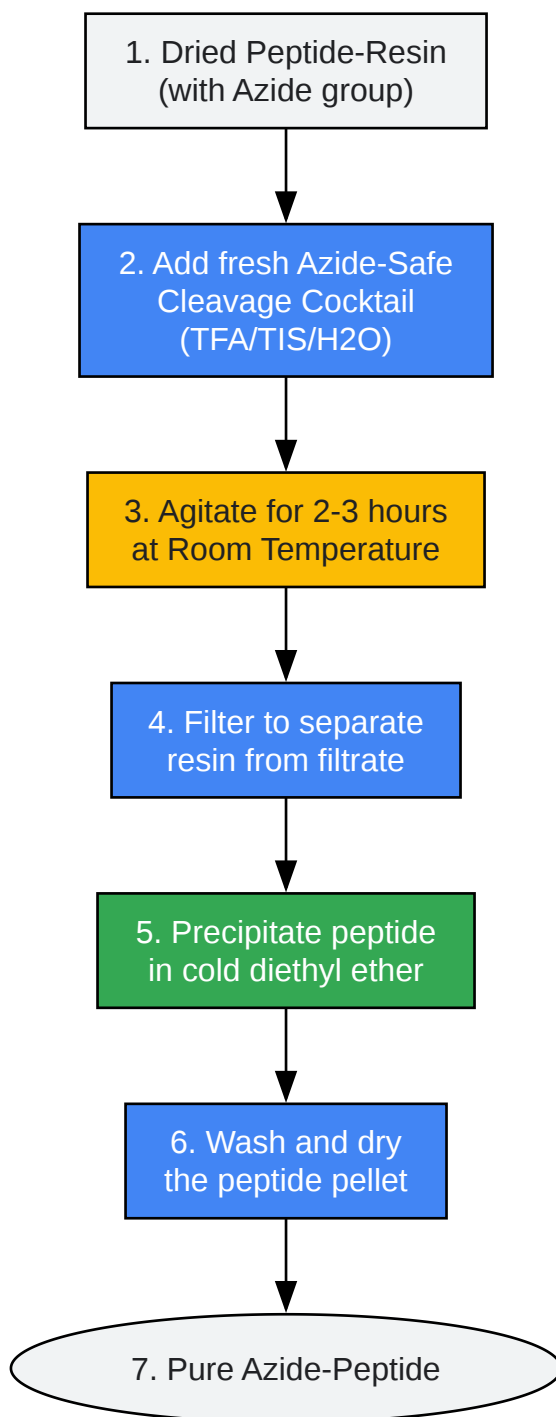 1. Dried Peptide-Resin
(with Azide group)
2. Add fresh Azide-Safe
Cleavage Cocktail
(TFA/TIS/H2O)
3. Agitate for 2-3 hours
at Room Temperature
4. Filter to separate
resin from filtrate
5. Precipitate peptide
in cold diethyl ether
6. Wash and dry
the peptide pellet
7. Pure Azide-Peptide